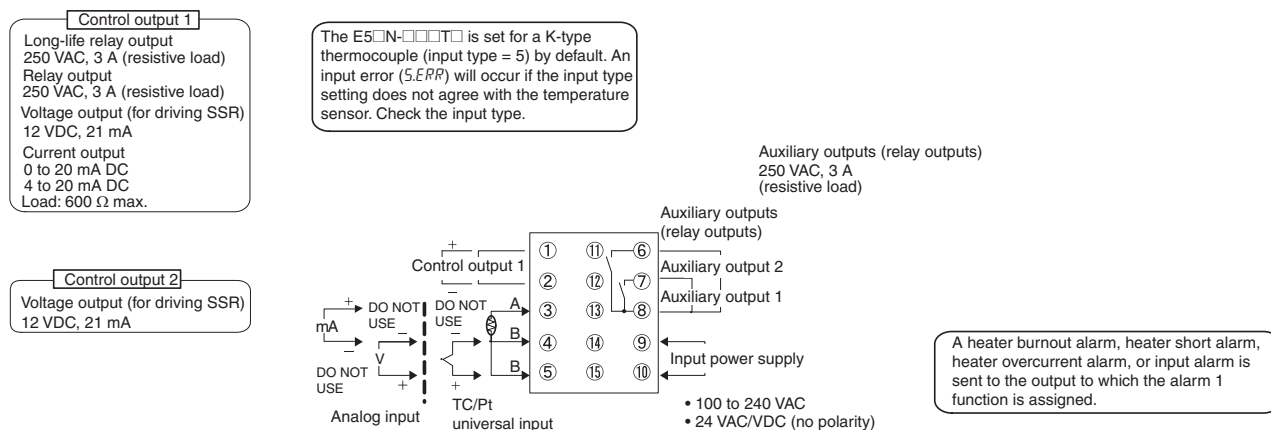 Control output 1
Long-life relay output
250 VAC, 3 A (resistive load)
Relay output
250 VAC, 3 A (resistive load)
Voltage output (for driving SSR)
12 VDC, 21 mA
Current output
0 to 20 mA DC
4 to 20 mA DC
Load: 600 Ω max.
The E5□N-□□□T□ is set for a K-type
thermocouple (input type = 5) by default. An
input error (S.ERR) will occur if the input type
setting does not agree with the temperature
sensor. Check the input type.
Auxiliary outputs (relay outputs)
250 VAC, 3 A
(resistive load)
Control output 2
Voltage output (for driving SSR)
12 VDC, 21 mA
Auxiliary outputs
(relay outputs)
+ ① ⑪ ⑥
Control output 1
Auxiliary output 2
− ② ⑫ ⑦
Auxiliary output 1
+ DO NOT
USE
DO NOT
USE
A ③ ⑬ ⑧
mA
− − − B ④ ⑭ ⑨
V
Input power supply
DO NOT
USE
+ + B ⑤ ⑮ ⑩
Analog input
TC/Pt
universal input
• 100 to 240 VAC
• 24 VAC/VDC (no polarity)
A heater burnout alarm, heater short alarm,
heater overcurrent alarm, or input alarm is
sent to the output to which the alarm 1
function is assigned.